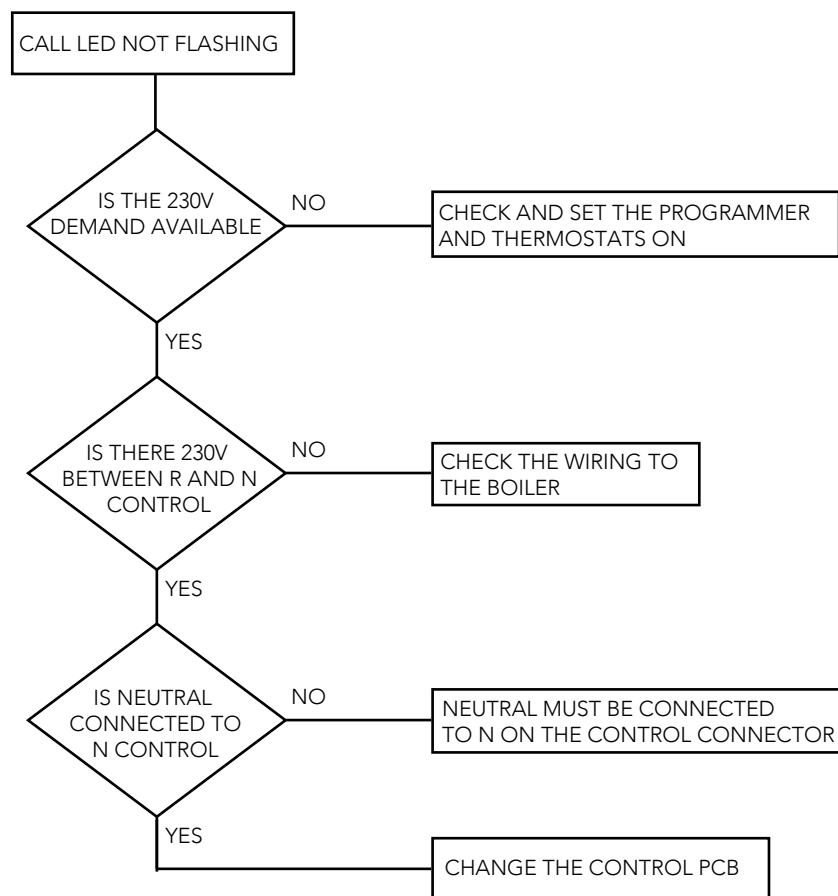 CALL LED NOT FLASHING
IS THE 230V
DEMAND AVAILABLE
NO
CHECK AND SET THE PROGRAMMER
AND THERMOSTATS ON
YES
IS THERE 230V
BETWEEN R AND N
CONTROL
NO
CHECK THE WIRING TO
THE BOILER
YES
IS NEUTRAL
CONNECTED TO
N CONTROL
NO
NEUTRAL MUST BE CONNECTED
TO N ON THE CONTROL CONNECTOR
YES
CHANGE THE CONTROL PCB